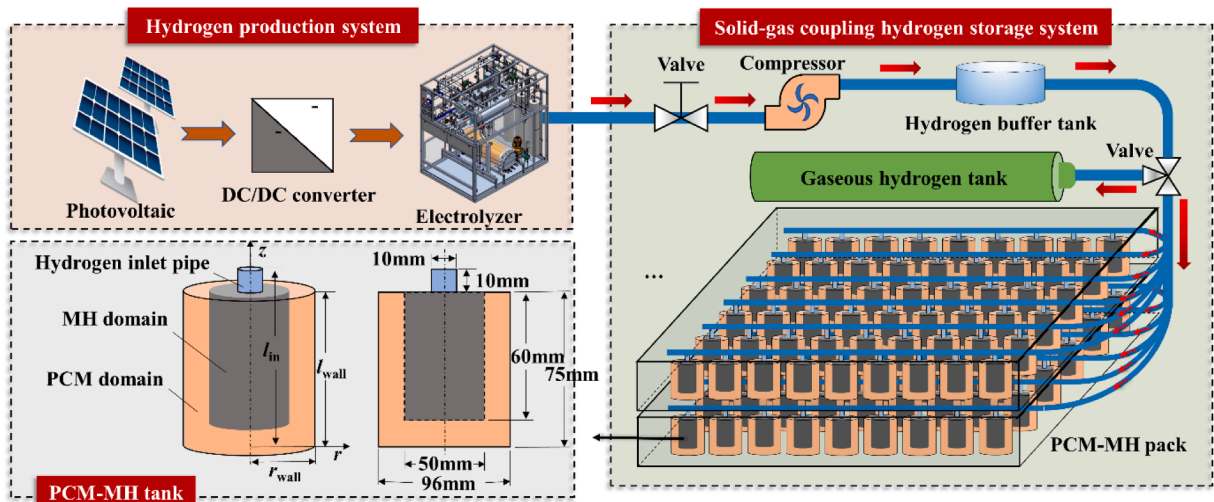 Hydrogen production system
Photovoltaic
DC/DC converter
Electrolyzer
Solid-gas coupling hydrogen storage system
Valve
Compressor
Hydrogen buffer tank
Valve
Gaseous hydrogen tank
...
PCM-MH pack
z
Hydrogen inlet pipe
MH domain
PCM domain
l_in
l_wall
r
r_wall
10mm
10mm
60mm
75mm
50mm
96mm
PCM-MH tank